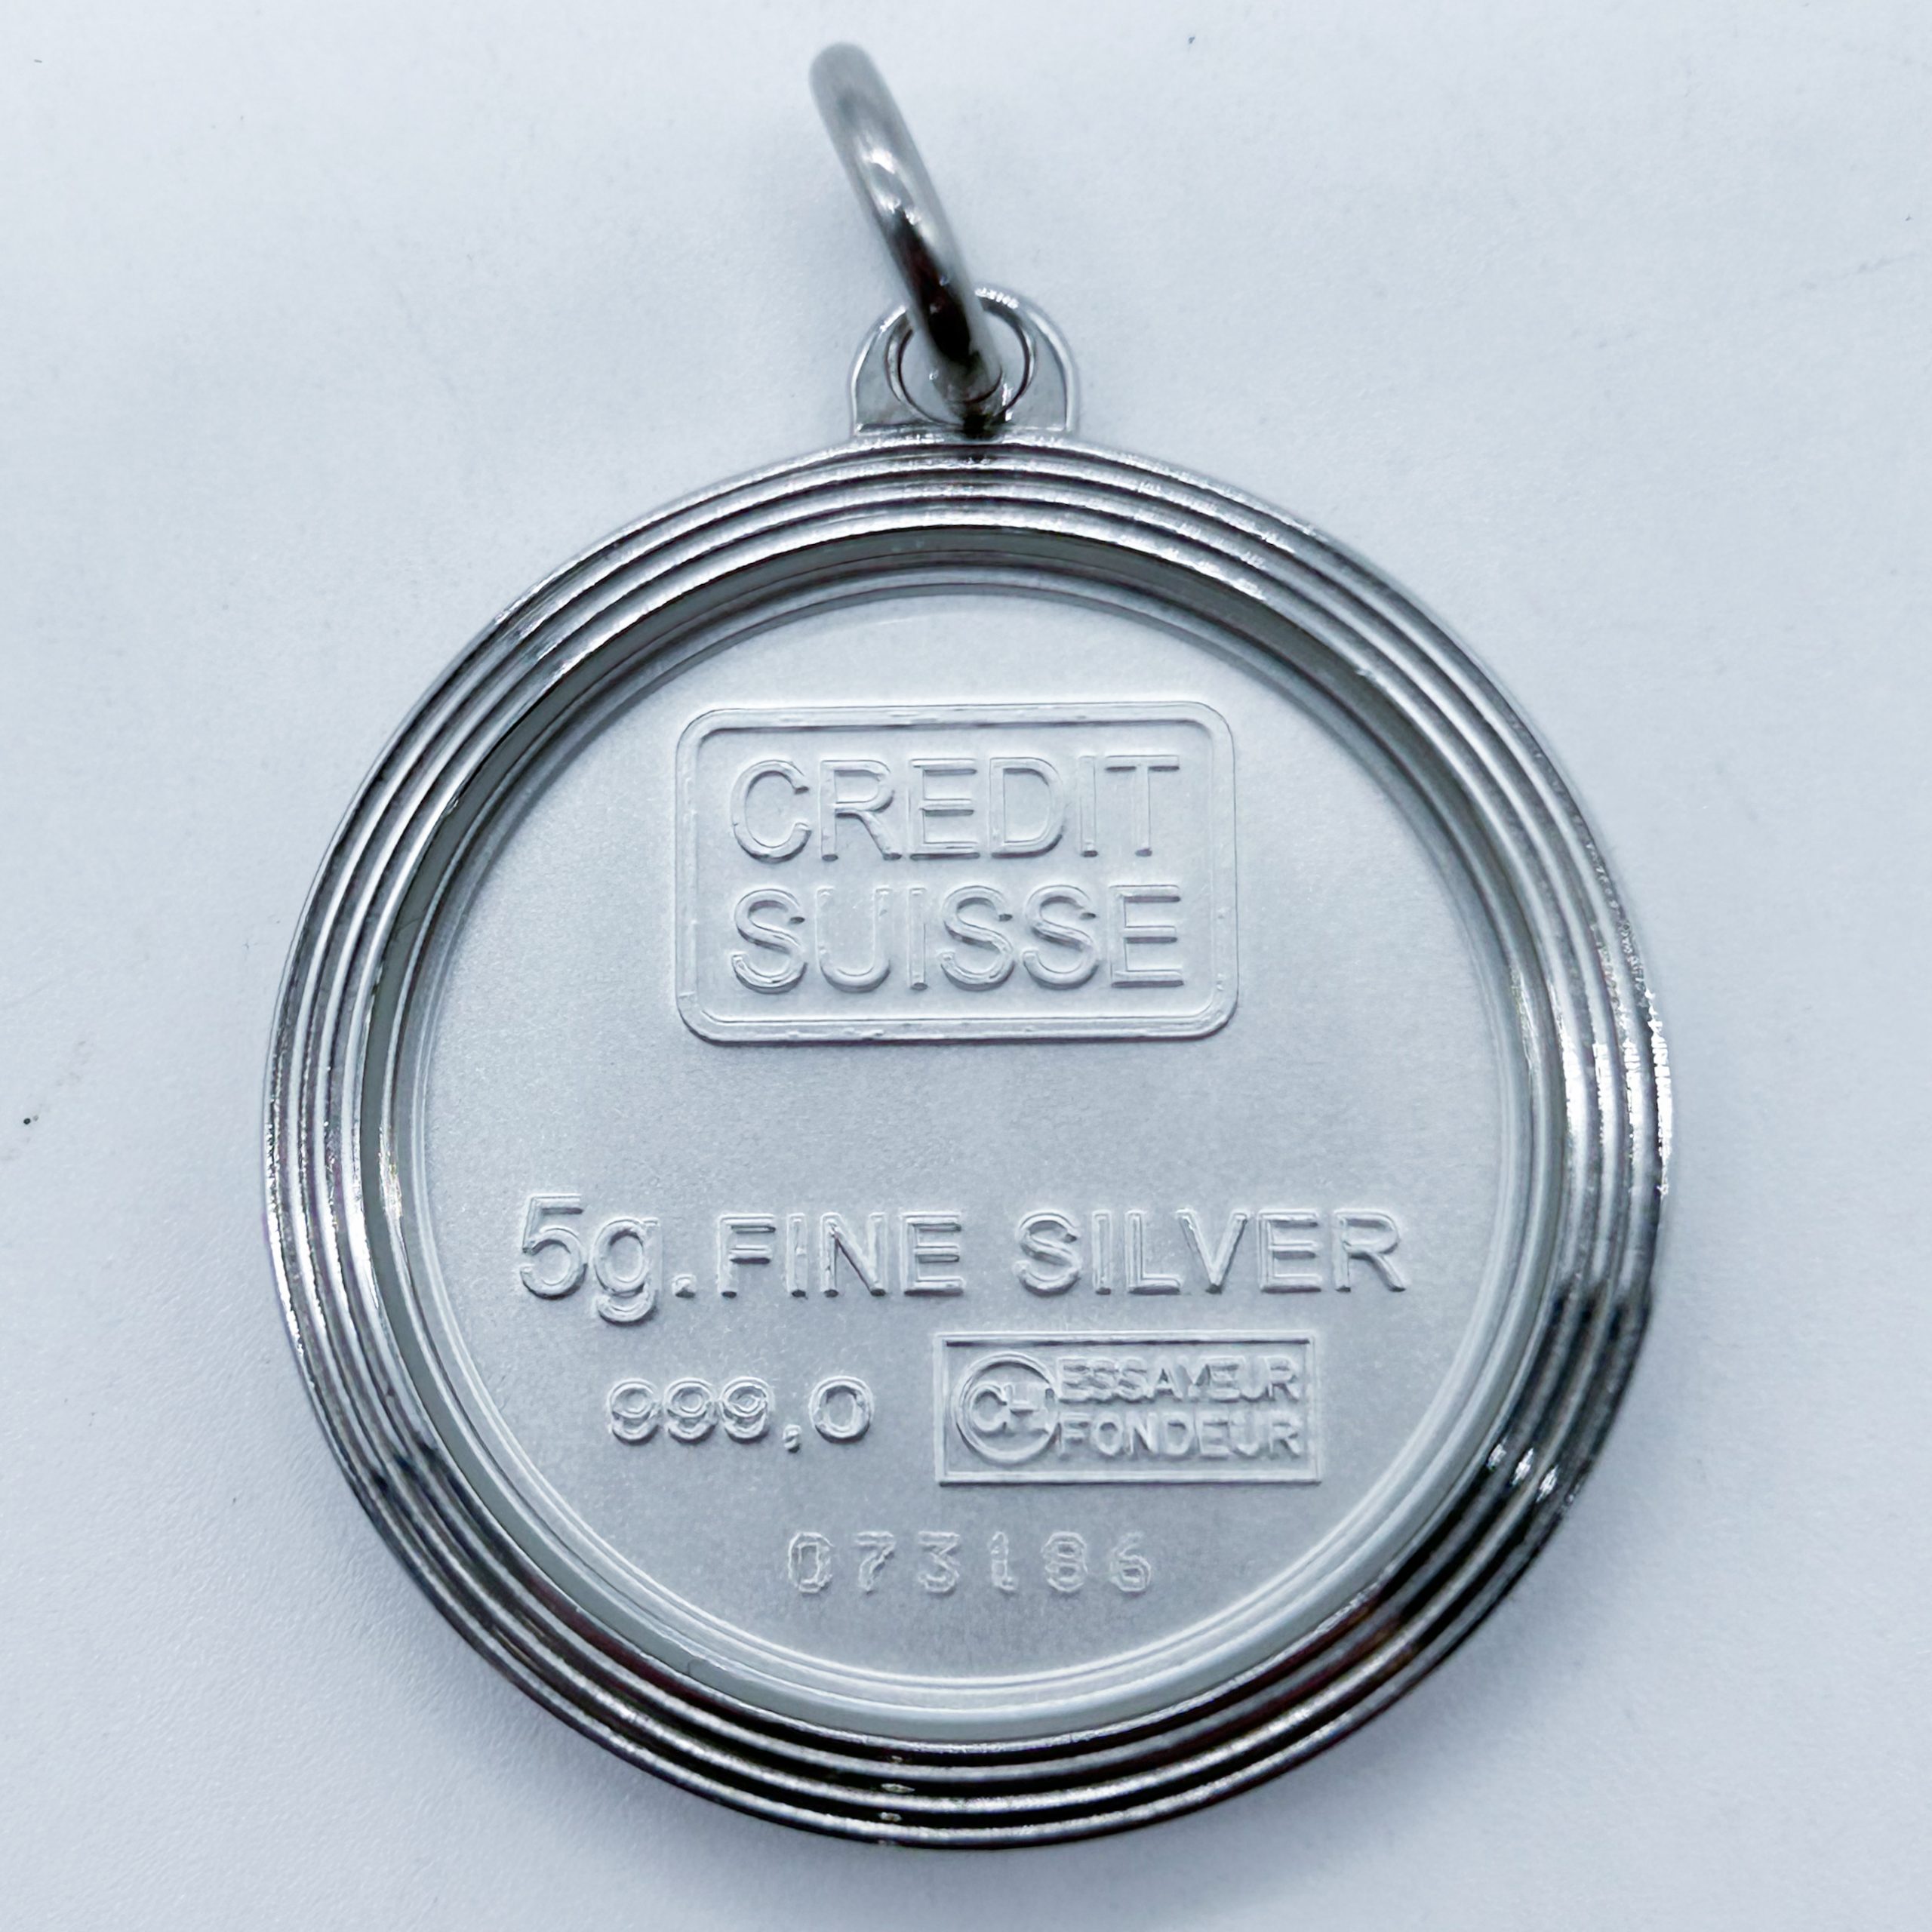 CREDIT
SUISSE
5g. FINE SILVER
999,0
CH ESSAYEUR
FONDEUR
073186